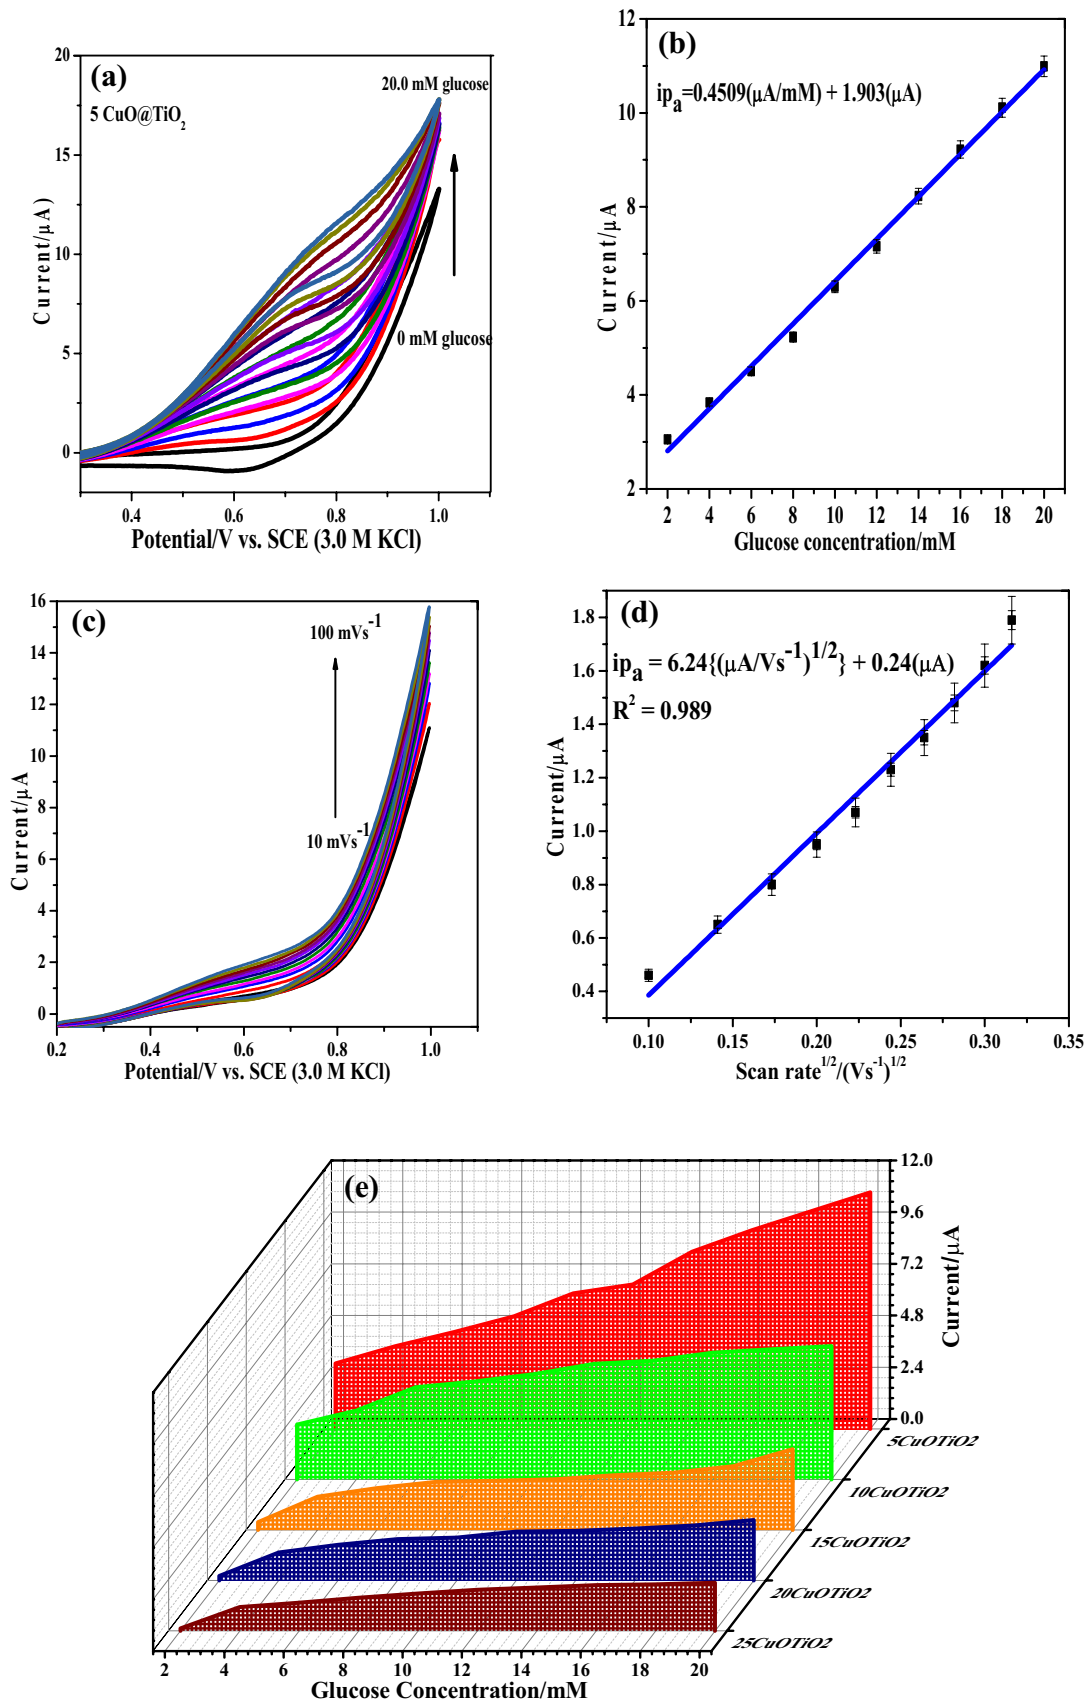 (a)
5 CuO@TiO2
20.0 mM glucose
0 mM glucose
20
15
10
5
0
Current/µA)
0.4 0.6 0.8 1.0
Potential/V vs. SCE (3.0 M KCl)
(b)
ipa=0.4509(µA/mM) + 1.903(µA)
12
10
8
6
4
2
Current/µA
2 4 6 8 10 12 14 16 18 20
Glucose concentration/mM
(c)
100 mVs-1
10 mVs-1
16
14
12
10
8
6
4
2
0
Current/µA
0.2 0.4 0.6 0.8 1.0
Potential/V vs. SCE (3.0 M KCl)
(d)
ipa = 6.24{(µA/Vs-1)1/2} + 0.24(µA)
R2 = 0.989
1.8
1.6
1.4
1.2
1.0
0.8
0.6
0.4
Current/µA
0.10 0.15 0.20 0.25 0.30 0.35
Scan rate1/2/(Vs-1)1/2
(e)
12.0
9.6
7.2
4.8
2.4
0.0
Current/µA
5CuOTiO2
10CuOTiO2
15CuOTiO2
20CuOTiO2
25CuOTiO2
2 4 6 8 10 12 14 16 18 20
Glucose Concentration/mM